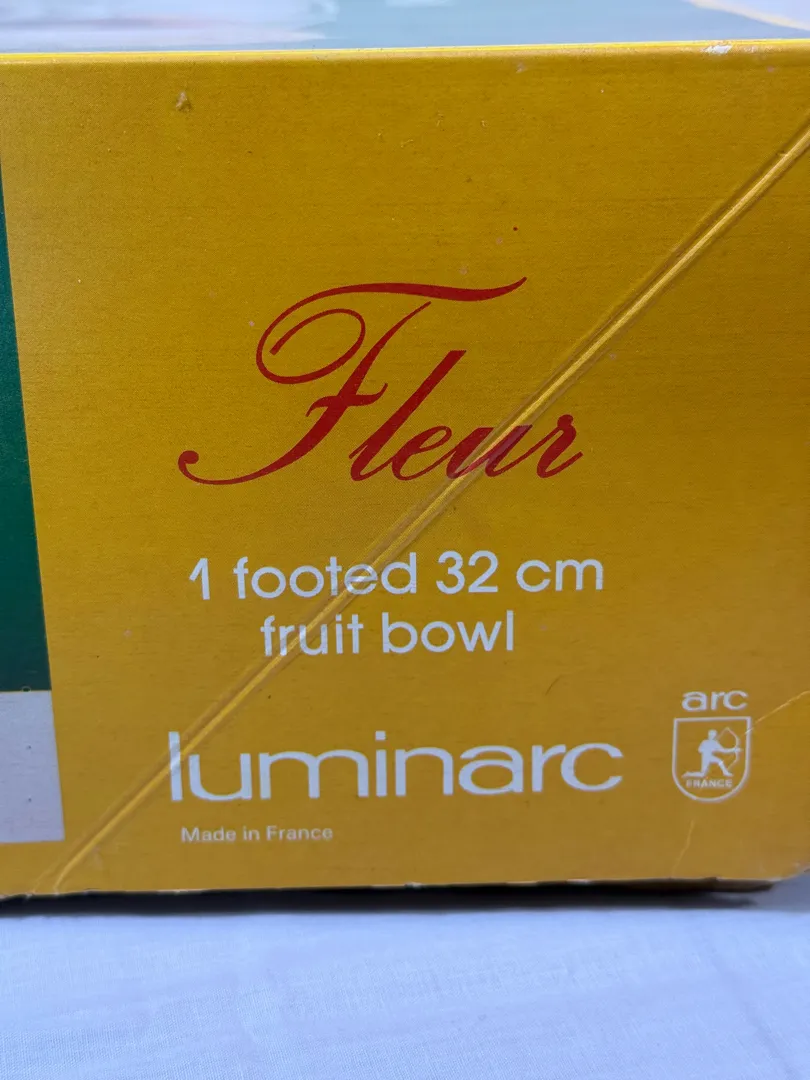 Fleur
1 footed 32 cm
fruit bowl
luminarc
arc
FRANCE
Made in France